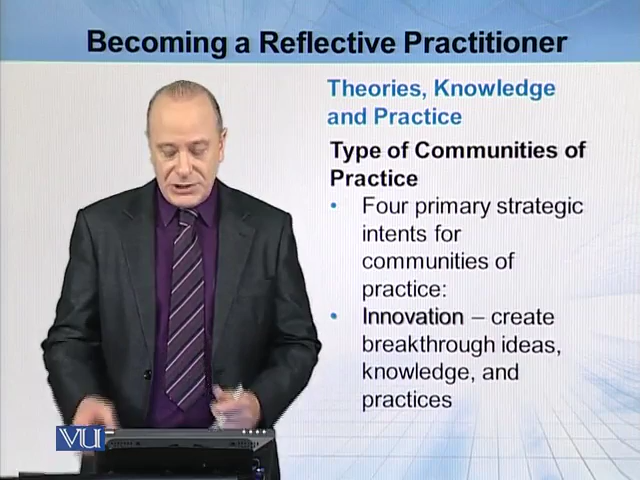 Becoming a Reflective Practitioner
Theories, Knowledge
and Practice
Type of Communities of
Practice
• Four primary strategic
intents for
communities of
practice:
• Innovation – create
breakthrough ideas,
knowledge, and
practices
VU